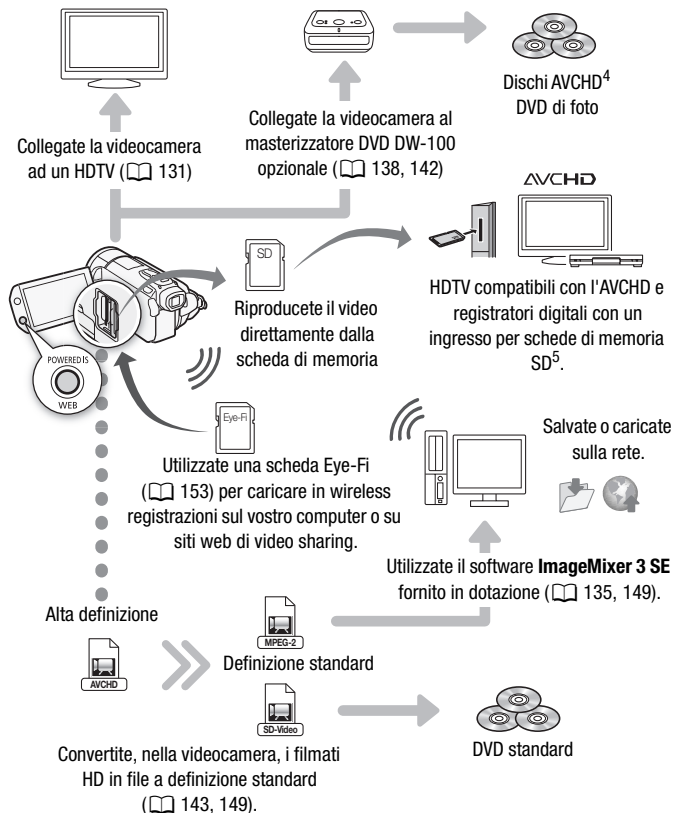 Dischi AVCHD4
DVD di foto
Collegate la videocamera
ad un HDTV (131)
Collegate la videocamera al
masterizzatore DVD DW-100
opzionale (138, 142)
AVCHD
SD
Riproducete il video
direttamente dalla
scheda di memoria
HDTV compatibili con l'AVCHD e
registratori digitali con un
ingresso per schede di memoria
SD5.
POWERED IS
WEB
Eye-Fi
Utilizzate una scheda Eye-Fi
(153) per caricare in wireless
registrazioni sul vostro computer o su
siti web di video sharing.
Salvate o caricate
sulla rete.
Utilizzate il software ImageMixer 3 SE
fornito in dotazione (135, 149).
Alta definizione
AVCHD
MPEG-2
Definizione standard
SD-Video
Convertite, nella videocamera, i filmati
HD in file a definizione standard
(143, 149).
DVD standard